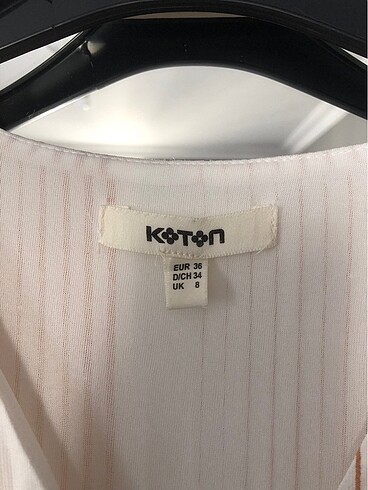 KOTON
EUR 36
D/CH 34
UK 8